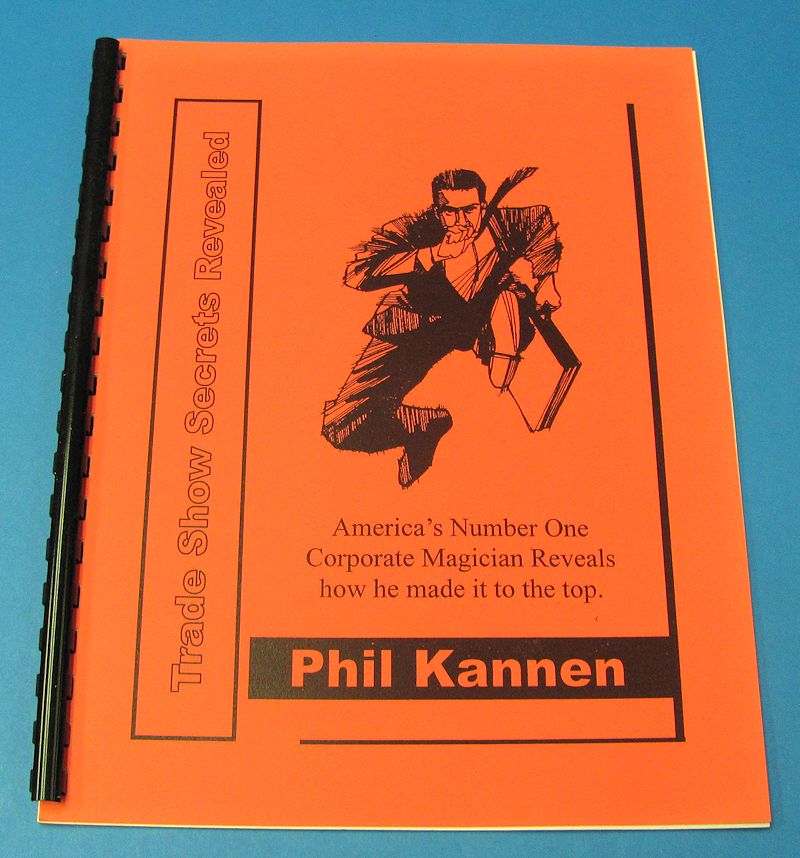 Trade Show Secrets Revealed
America's Number One
Corporate Magician Reveals
how he made it to the top.
Phil Kannen